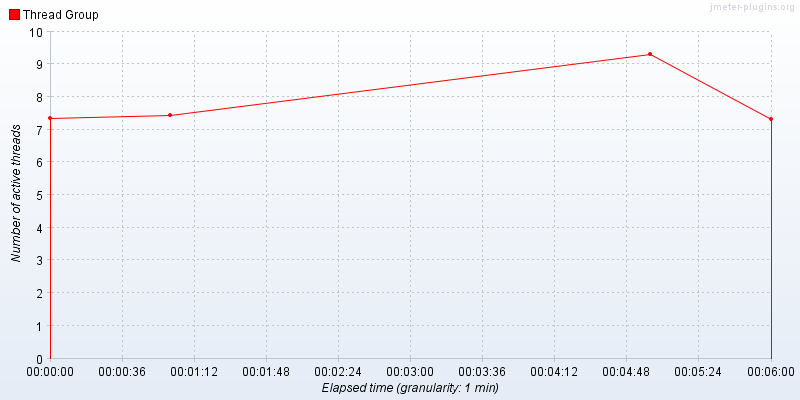 jmeter-plugins.org
Thread Group
10
9
8
7
6
5
4
3
2
1
0
Number of active threads
00:00:00 00:00:36 00:01:12 00:01:48 00:02:24 00:03:00 00:03:36 00:04:12 00:04:48 00:05:24 00:06:00
Elapsed time (granularity: 1 min)